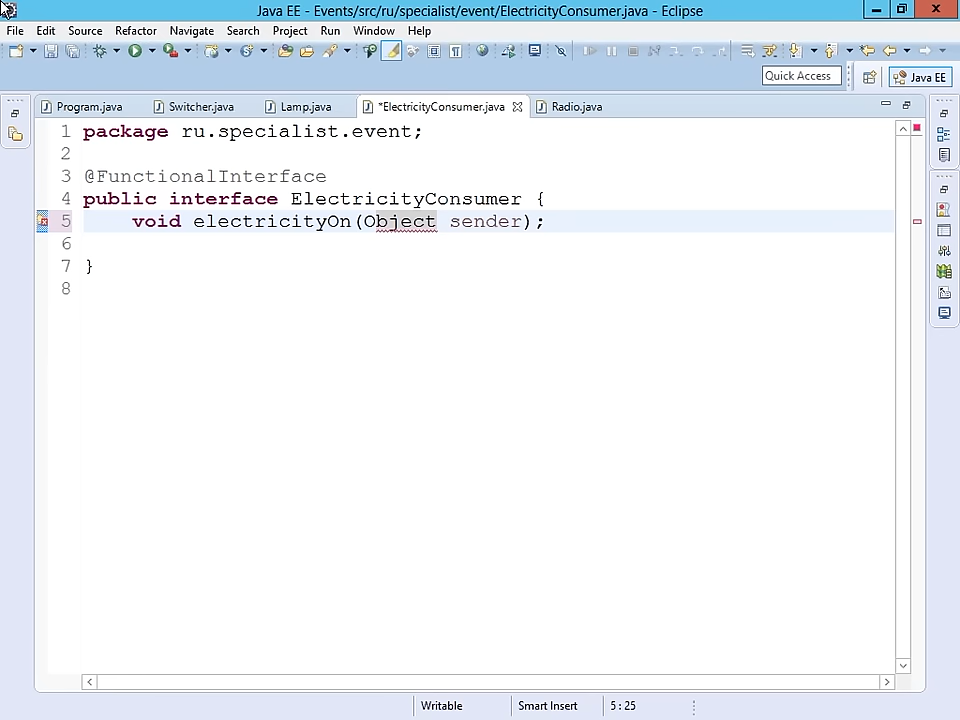 Java EE - Events/src/ru/specialist/event/ElectricityConsumer.java - Eclipse
File Edit Source Refactor Navigate Search Project Run Window Help
Quick Access Java EE
Program.java Switcher.java Lamp.java *ElectricityConsumer.java Radio.java
1 package ru.specialist.event;
2
3 @FunctionalInterface
4 public interface ElectricityConsumer {
5 void electricityOn(Object sender);
6
7 }
8
Writable Smart Insert 5 : 25